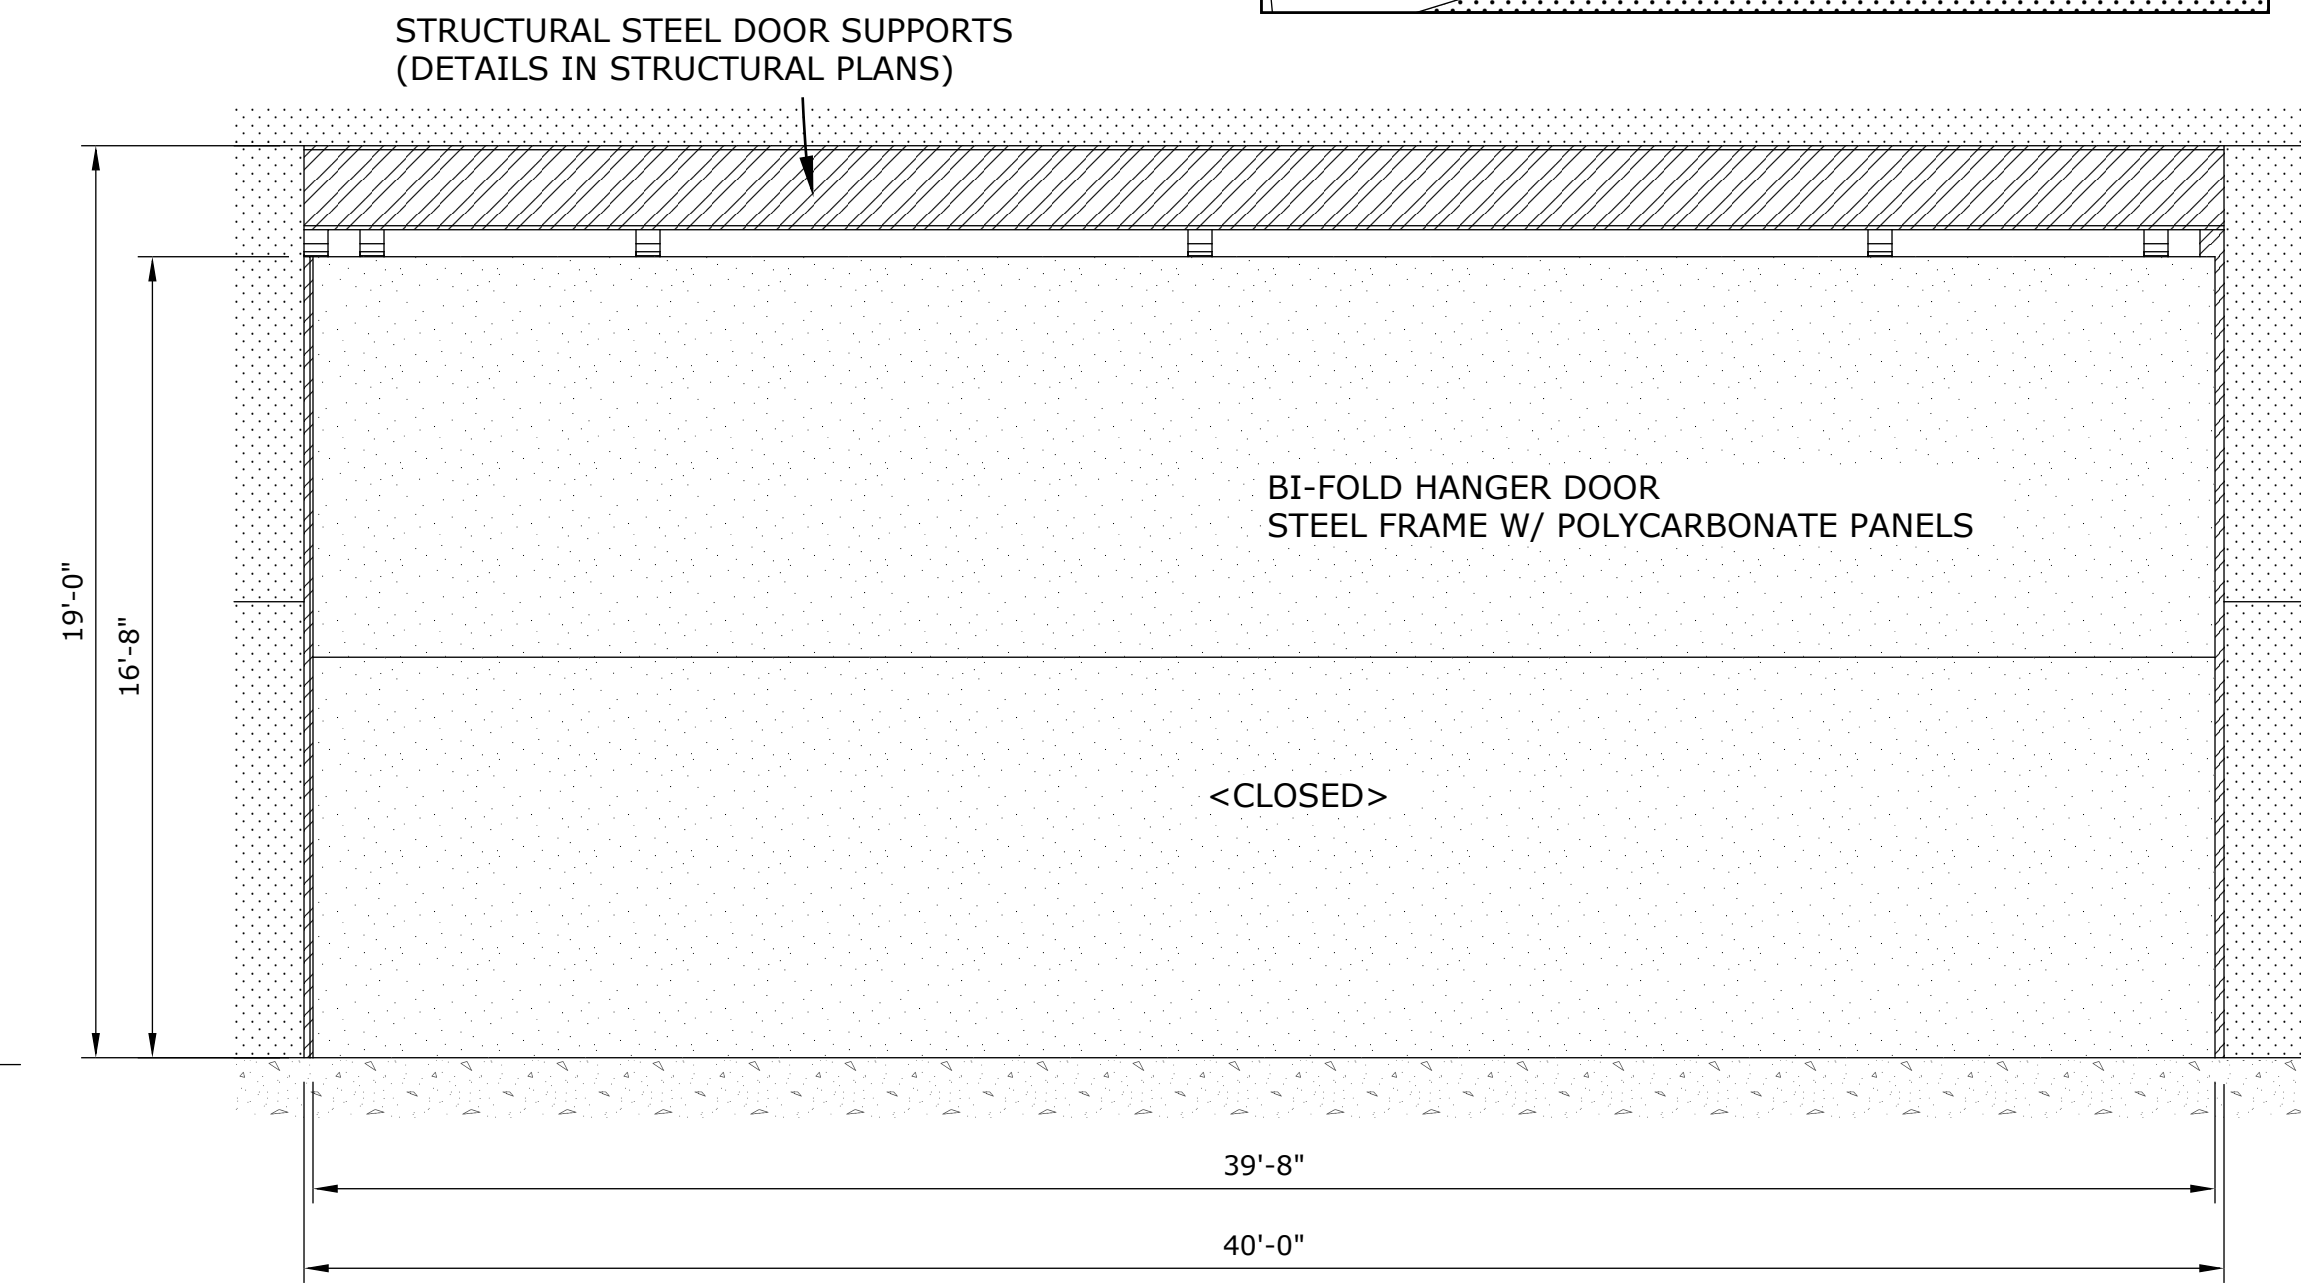 STRUCTURAL STEEL DOOR SUPPORTS
(DETAILS IN STRUCTURAL PLANS)
19'-0"
16'-8"
BI-FOLD HANGER DOOR
STEEL FRAME W/ POLYCARBONATE PANELS
<CLOSED>
39'-8"
40'-0"